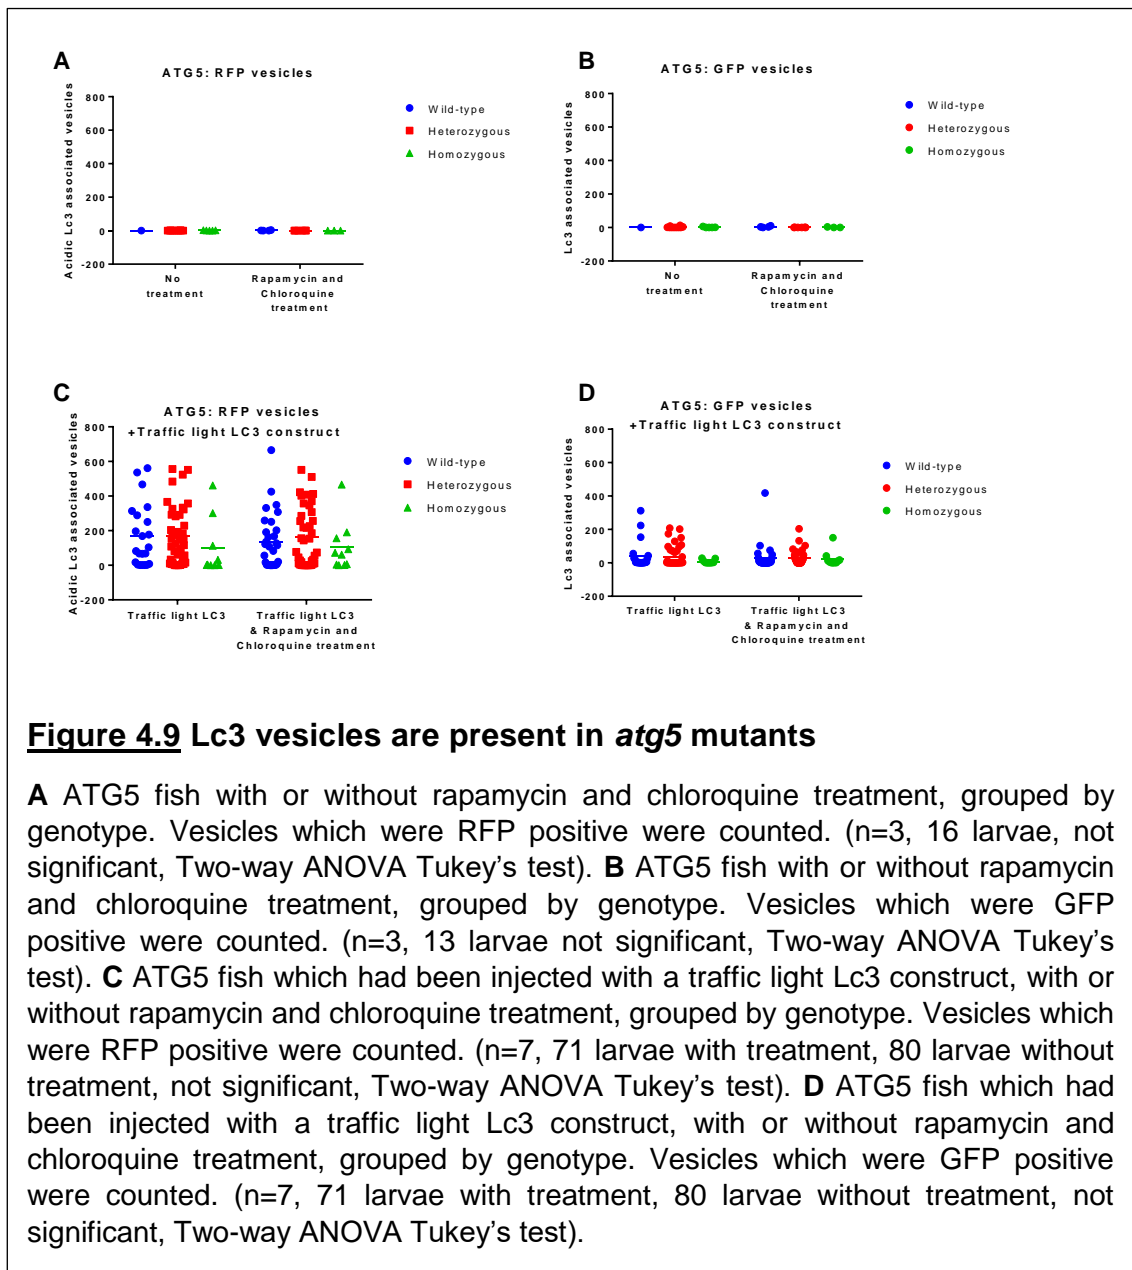 A
ATG5: RFP vesicles
Acidic Lc3 associated vesicles
800
600
400
200
0
-200
No
treatment
Rapamycin and
Chloroquine
treatment
Wild-type
Heterozygous
Homozygous
B
ATG5: GFP vesicles
Lc3 associated vesicles
800
600
400
200
0
-200
No
treatment
Rapamycin and
Chloroquine
treatment
Wild-type
Heterozygous
Homozygous
C
ATG5: RFP vesicles
+Traffic light LC3 construct
Acidic Lc3 associated vesicles
800
600
400
200
0
-200
Traffic light LC3
Traffic light LC3
& Rapamycin and
Chloroquine treatment
Wild-type
Heterozygous
Homozygous
D
ATG5: GFP vesicles
+Traffic light LC3 construct
Lc3 associated vesicles
800
600
400
200
0
-200
Traffic light LC3
Traffic light LC3
& Rapamycin and
Chloroquine treatment
Wild-type
Heterozygous
Homozygous
Figure 4.9 Lc3 vesicles are present in atg5 mutants
A ATG5 fish with or without rapamycin and chloroquine treatment, grouped by
genotype. Vesicles which were RFP positive were counted. (n=3, 16 larvae, not
significant, Two-way ANOVA Tukey's test). B ATG5 fish with or without rapamycin
and chloroquine treatment, grouped by genotype. Vesicles which were GFP
positive were counted. (n=3, 13 larvae not significant, Two-way ANOVA Tukey's
test). C ATG5 fish which had been injected with a traffic light Lc3 construct, with or
without rapamycin and chloroquine treatment, grouped by genotype. Vesicles which
were RFP positive were counted. (n=7, 71 larvae with treatment, 80 larvae without
treatment, not significant, Two-way ANOVA Tukey's test). D ATG5 fish which had
been injected with a traffic light Lc3 construct, with or without rapamycin and
chloroquine treatment, grouped by genotype. Vesicles which were GFP positive
were counted. (n=7, 71 larvae with treatment, 80 larvae without treatment, not
significant, Two-way ANOVA Tukey's test).